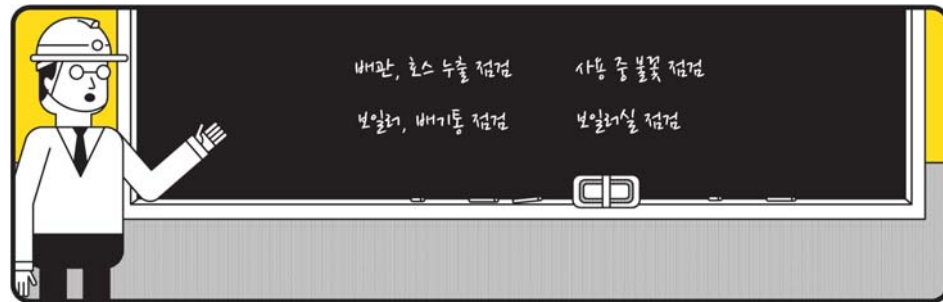 배관, 호스 누출 점검
사용 중 불꽃 점검
보일러, 배기통 점검
보일러실 점검